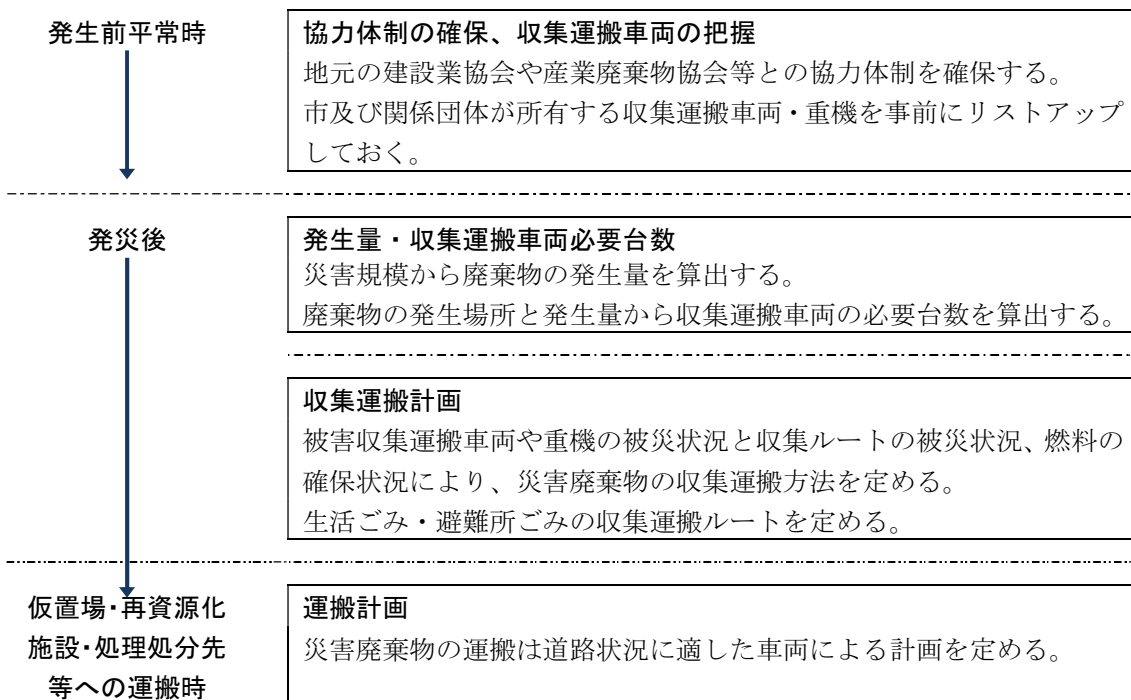 発生前平常時
協力体制の確保、収集運搬車両の把握
地元の建設業協会や産業廃棄物協会等との協力体制を確保する。
市及び関係団体が所有する収集運搬車両・重機を事前にリストアップ
しておく。
発災後
発生量・収集運搬車両必要台数
災害規模から廃棄物の発生量を算出する。
廃棄物の発生場所と発生量から収集運搬車両の必要台数を算出する。
収集運搬計画
被害収集運搬車両や重機の被災状況と収集ルートの被災状況、燃料の
確保状況により、災害廃棄物の収集運搬方法を定める。
生活ごみ・避難所ごみの収集運搬ルートを定める。
仮置場・再資源化
施設・処理処分先
等への運搬時
運搬計画
災害廃棄物の運搬は道路状況に適した車両による計画を定める。